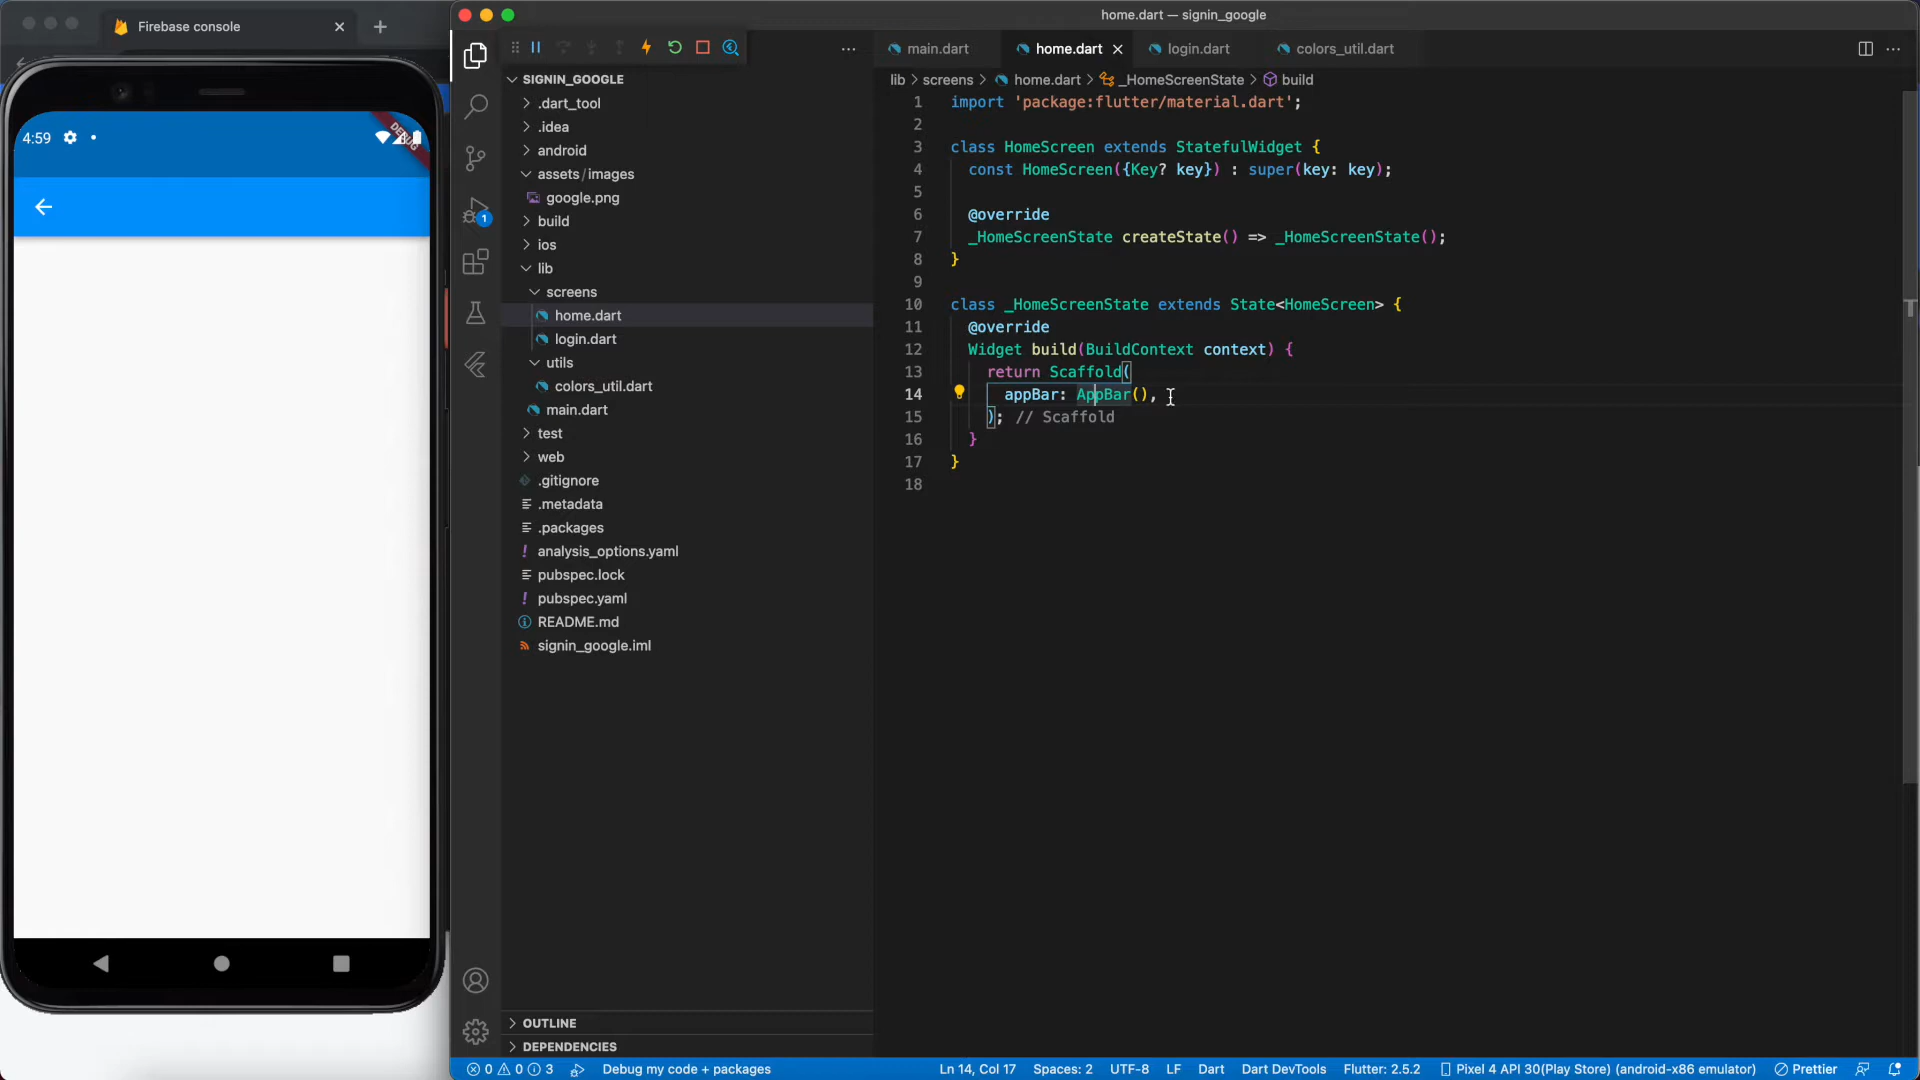 Firebase console
4:59
DEBUG
home.dart — signin_google
SIGNIN_GOOGLE
.dart_tool
.idea
android
assets/images
google.png
build
ios
lib
screens
home.dart
login.dart
utils
colors_util.dart
main.dart
test
web
.gitignore
.metadata
.packages
analysis_options.yaml
pubspec.lock
pubspec.yaml
README.md
signin_google.iml
OUTLINE
DEPENDENCIES
1
main.dart home.dart login.dart colors_util.dart
lib > screens > home.dart > _HomeScreenState > build
1 import 'package:flutter/material.dart';
2
3 class HomeScreen extends StatefulWidget {
4 const HomeScreen({Key? key}) : super(key: key);
5
6 @override
7 _HomeScreenState createState() => _HomeScreenState();
8 }
9
10 class _HomeScreenState extends State<HomeScreen> {
11 @override
12 Widget build(BuildContext context) {
13 return Scaffold(
14 appBar: AppBar(),
15 ); // Scaffold
16 }
17 }
18
0 0 3 Debug my code + packages Ln 14, Col 17 Spaces: 2 UTF-8 LF Dart Dart DevTools Flutter: 2.5.2 Pixel 4 API 30(Play Store) (android-x86 emulator) Prettier